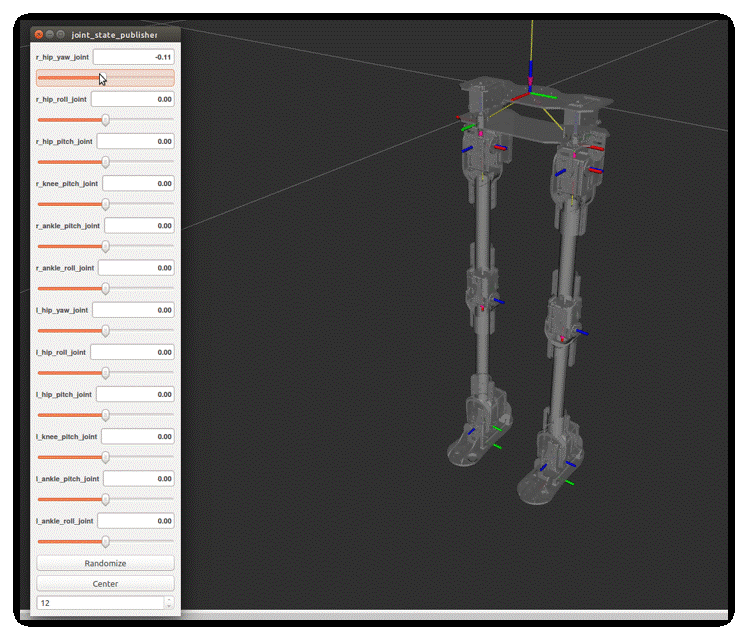 joint_state_publisher
r_hip_yaw_joint -0.11
r_hip_roll_joint 0.00
r_hip_pitch_joint 0.00
r_knee_pitch_joint 0.00
r_ankle_pitch_joint 0.00
r_ankle_roll_joint 0.00
l_hip_yaw_joint 0.00
l_hip_roll_joint 0.00
l_hip_pitch_joint 0.00
l_knee_pitch_joint 0.00
l_ankle_pitch_joint 0.00
l_ankle_roll_joint 0.00
Randomize
Center
12